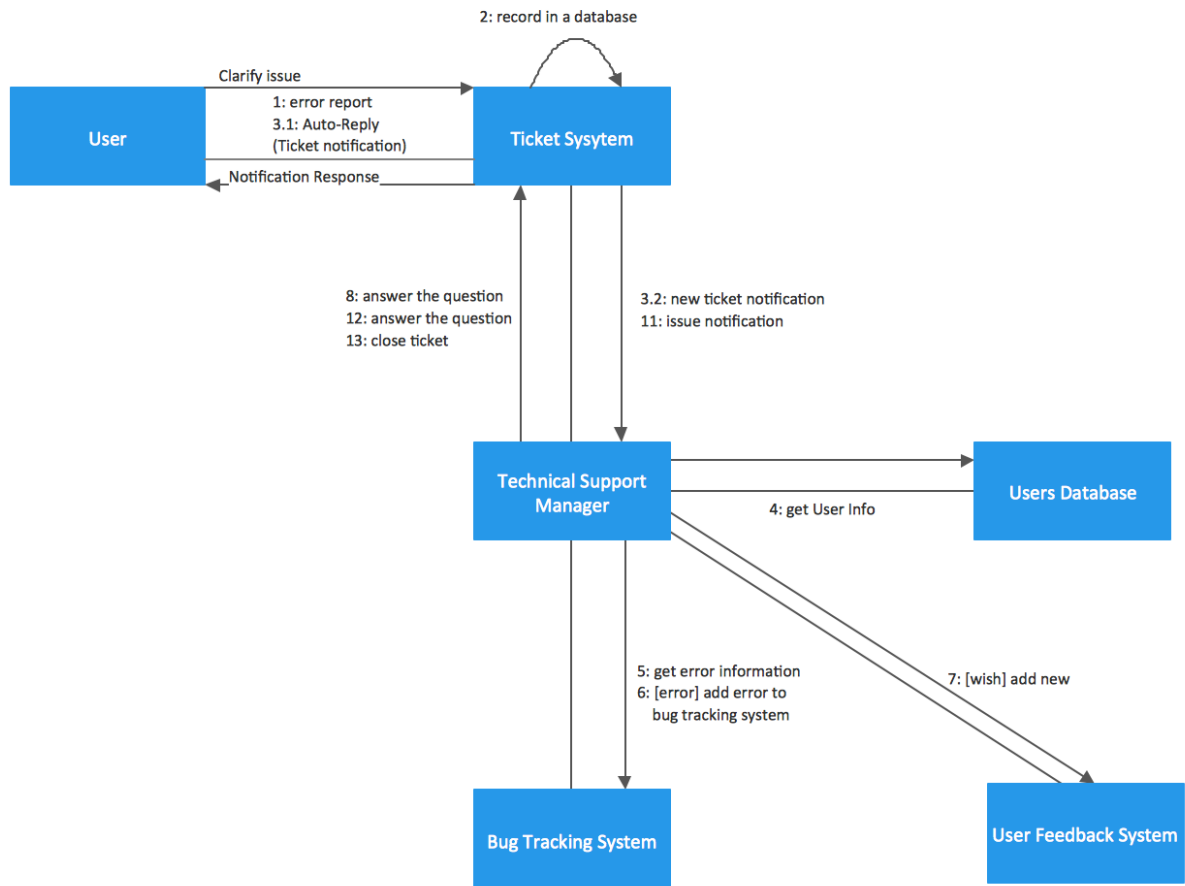 2: record in a database
Clarify issue
1: error report
3.1: Auto-Reply
(Ticket notification)
User
Ticket Sysytem
Notification Response
8: answer the question
12: answer the question
13: close ticket
3.2: new ticket notification
11: issue notification
Technical Support
Manager
Users Database
4: get User Info
5: get error information
6: [error] add error to
bug tracking system
7: [wish] add new
Bug Tracking System
User Feedback System